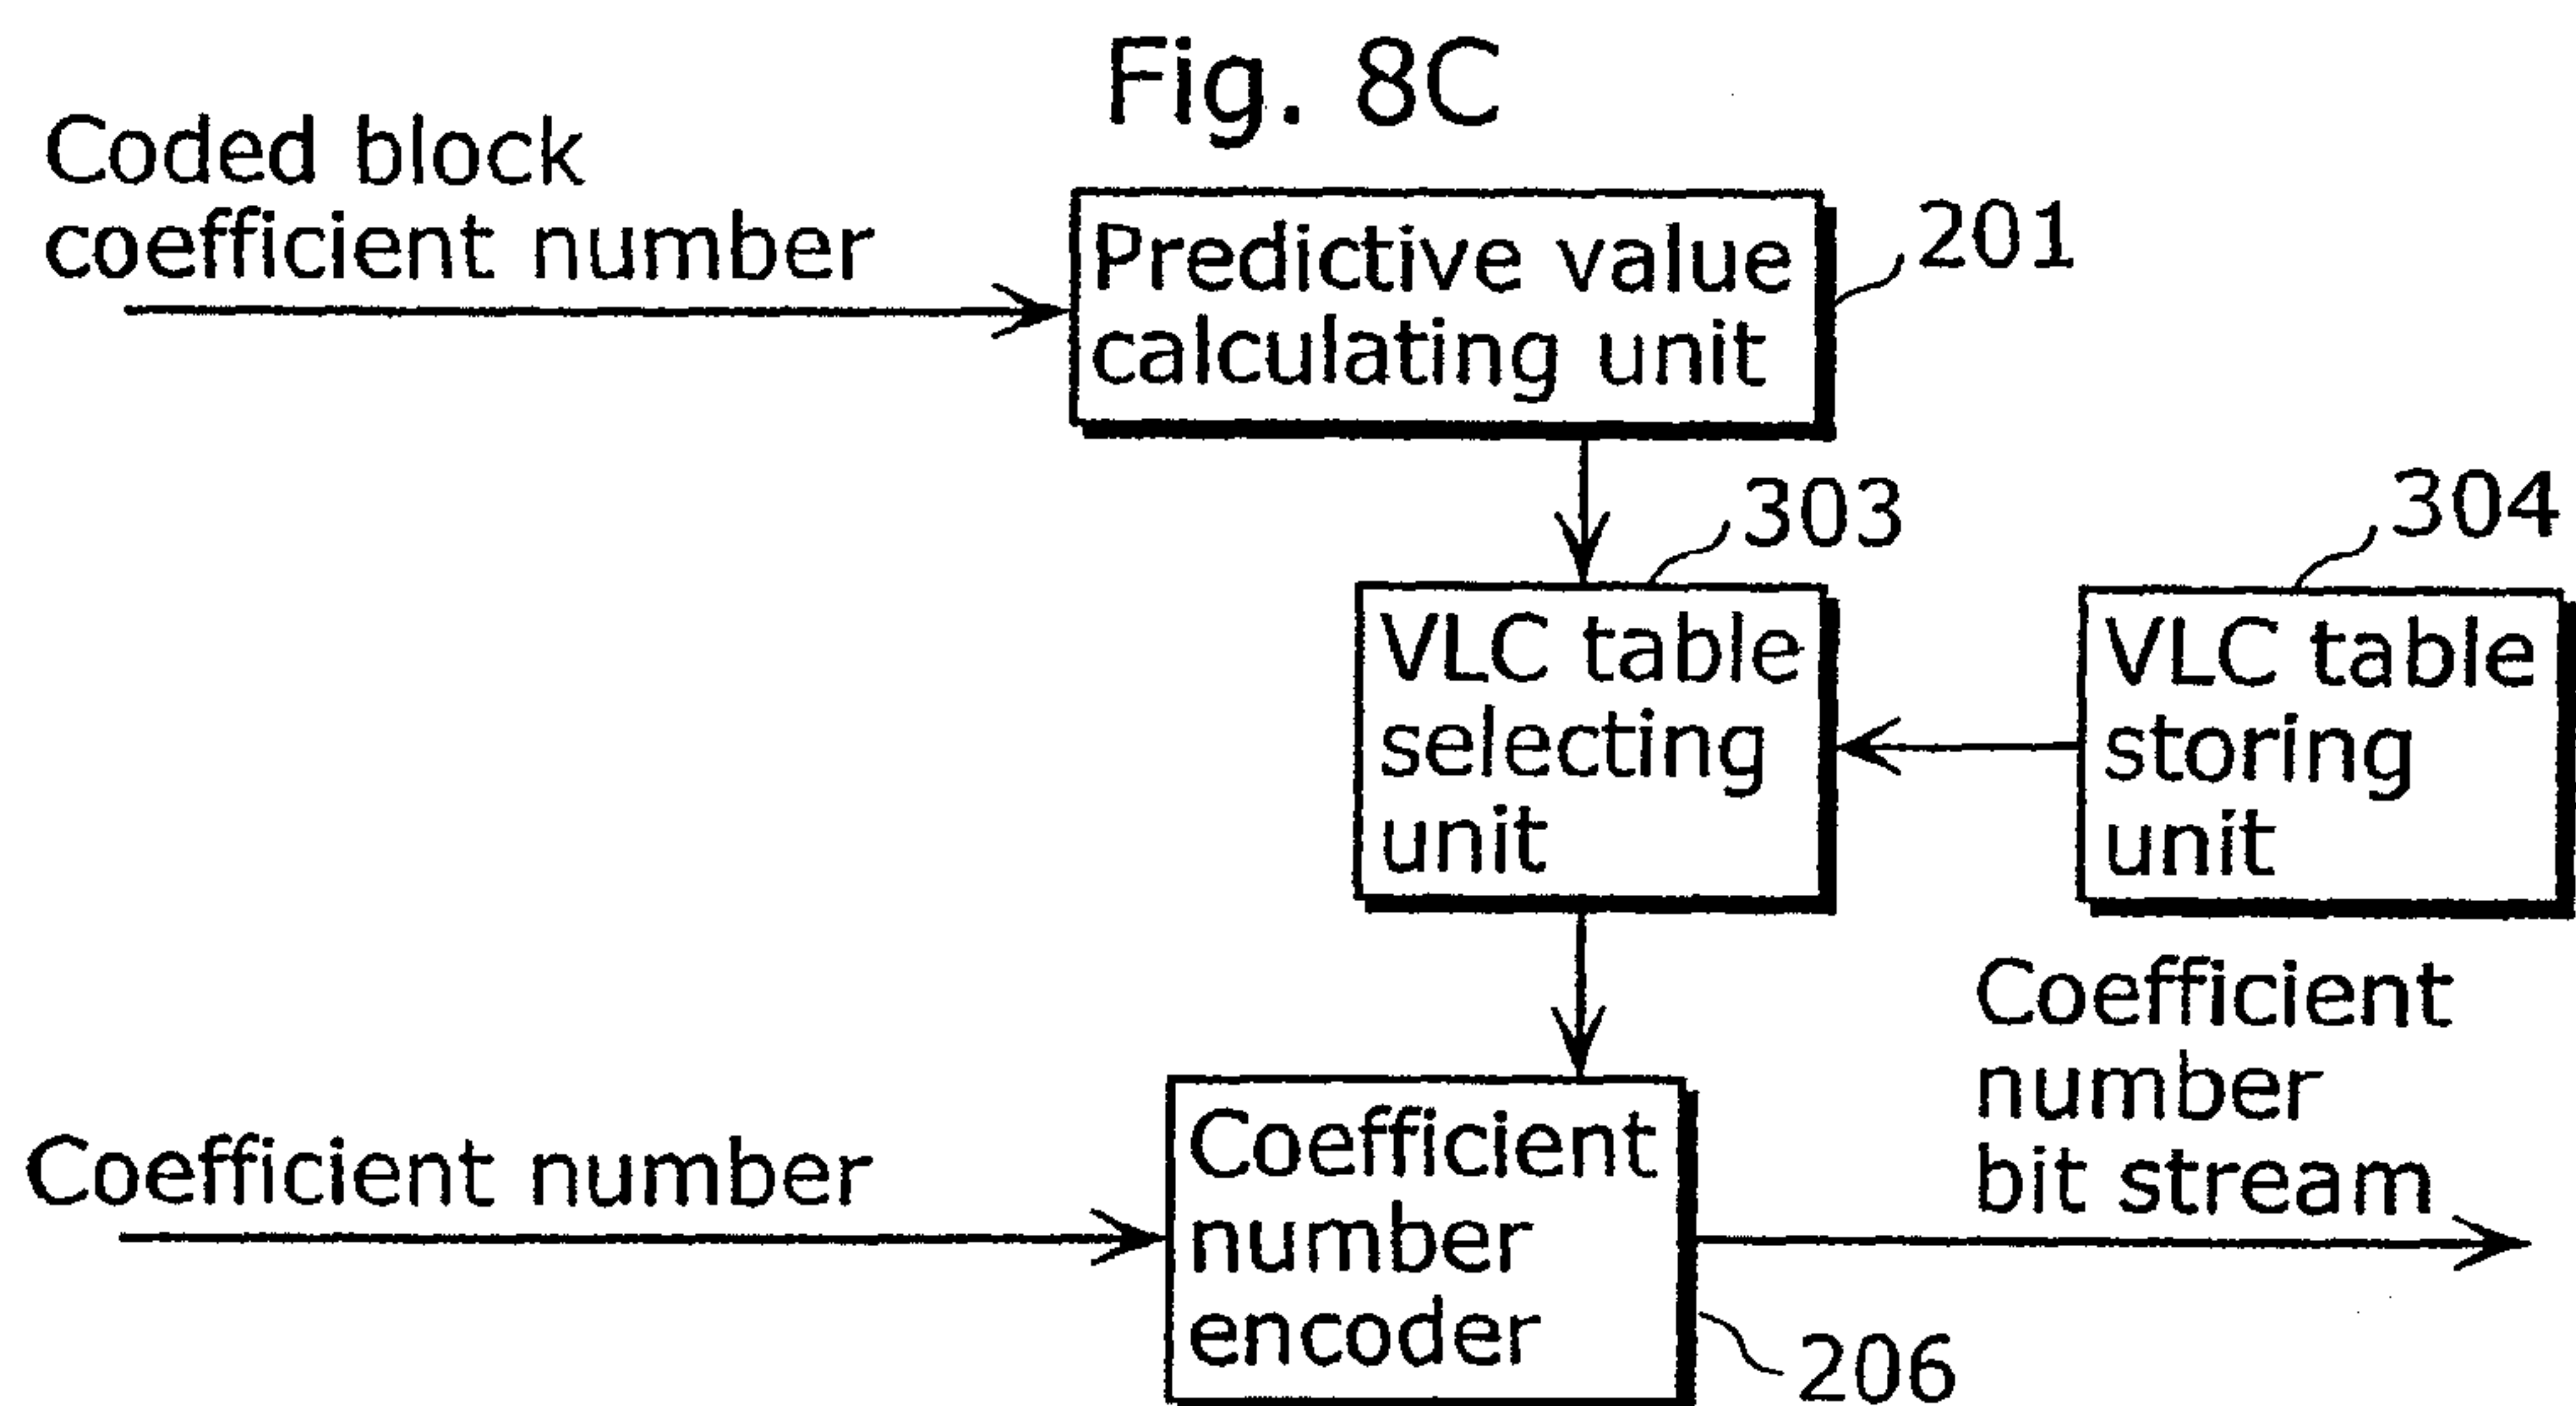 Fig. 8C
Coded block
coefficient number
Predictive value
calculating unit
201
303
304
VLC table
selecting
unit
VLC table
storing
unit
Coefficient number
Coefficient
number
encoder
Coefficient
number
bit stream
206